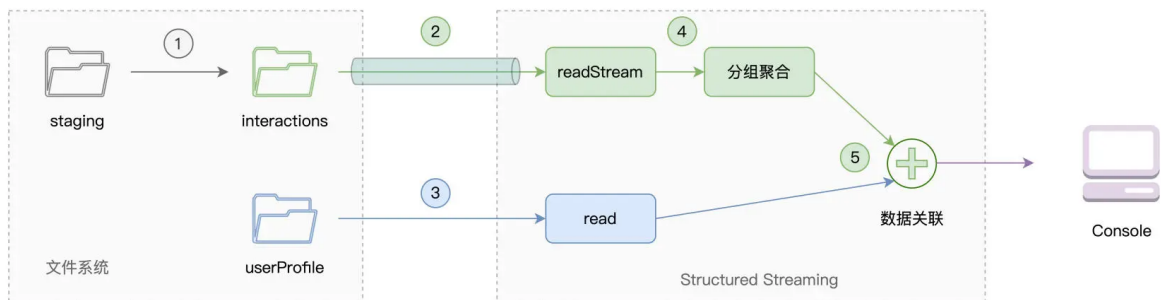 1
2
4
readStream
分组聚合
staging
interactions
5
3
read
数据关联
Console
文件系统
userProfile
Structured Streaming